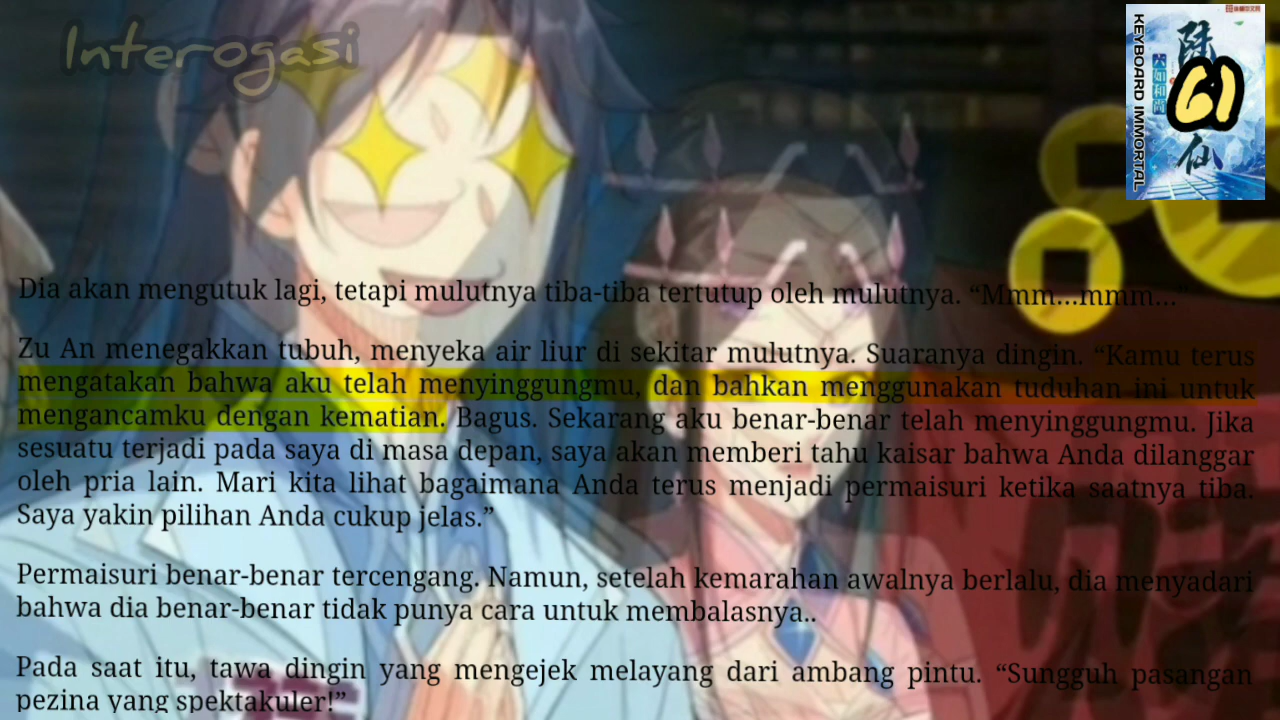 Interogasi
陆
六如和尚
仙
61
KEYBOARD IMMORTAL
Dia akan mengutuk lagi, tetapi mulutnya tiba-tiba tertutup oleh mulutnya. “Mmm...mmm...”
Zu An menegakkan tubuh, menyeka air liur di sekitar mulutnya. Suaranya dingin. “Kamu terus
mengatakan bahwa aku telah menyinggungmu, dan bahkan menggunakan tuduhan ini untuk
mengancamku dengan kematian. Bagus. Sekarang aku benar-benar telah menyinggungmu. Jika
sesuatu terjadi pada saya di masa depan, saya akan memberi tahu kaisar bahwa Anda dilanggar
oleh pria lain. Mari kita lihat bagaimana Anda terus menjadi permaisuri ketika saatnya tiba.
Saya yakin pilihan Anda cukup jelas.”
Permaisuri benar-benar tercengang. Namun, setelah kemarahan awalnya berlalu, dia menyadari
bahwa dia benar-benar tidak punya cara untuk membalasnya..
Pada saat itu, tawa dingin yang mengejek melayang dari ambang pintu. “Sungguh pasangan
pezina yang spektakuler!”